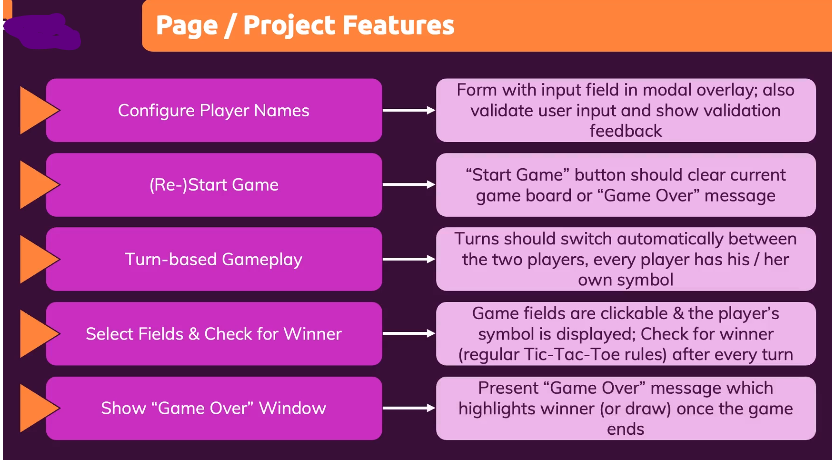 Page / Project Features
Configure Player Names
Form with input field in modal overlay; also
validate user input and show validation
feedback
(Re-)Start Game
“Start Game” button should clear current
game board or “Game Over” message
Turn-based Gameplay
Turns should switch automatically between
the two players, every player has his / her
own symbol
Select Fields & Check for Winner
Game fields are clickable & the player’s
symbol is displayed; Check for winner
(regular Tic-Tac-Toe rules) after every turn
Show “Game Over” Window
Present “Game Over” message which
highlights winner (or draw) once the game
ends